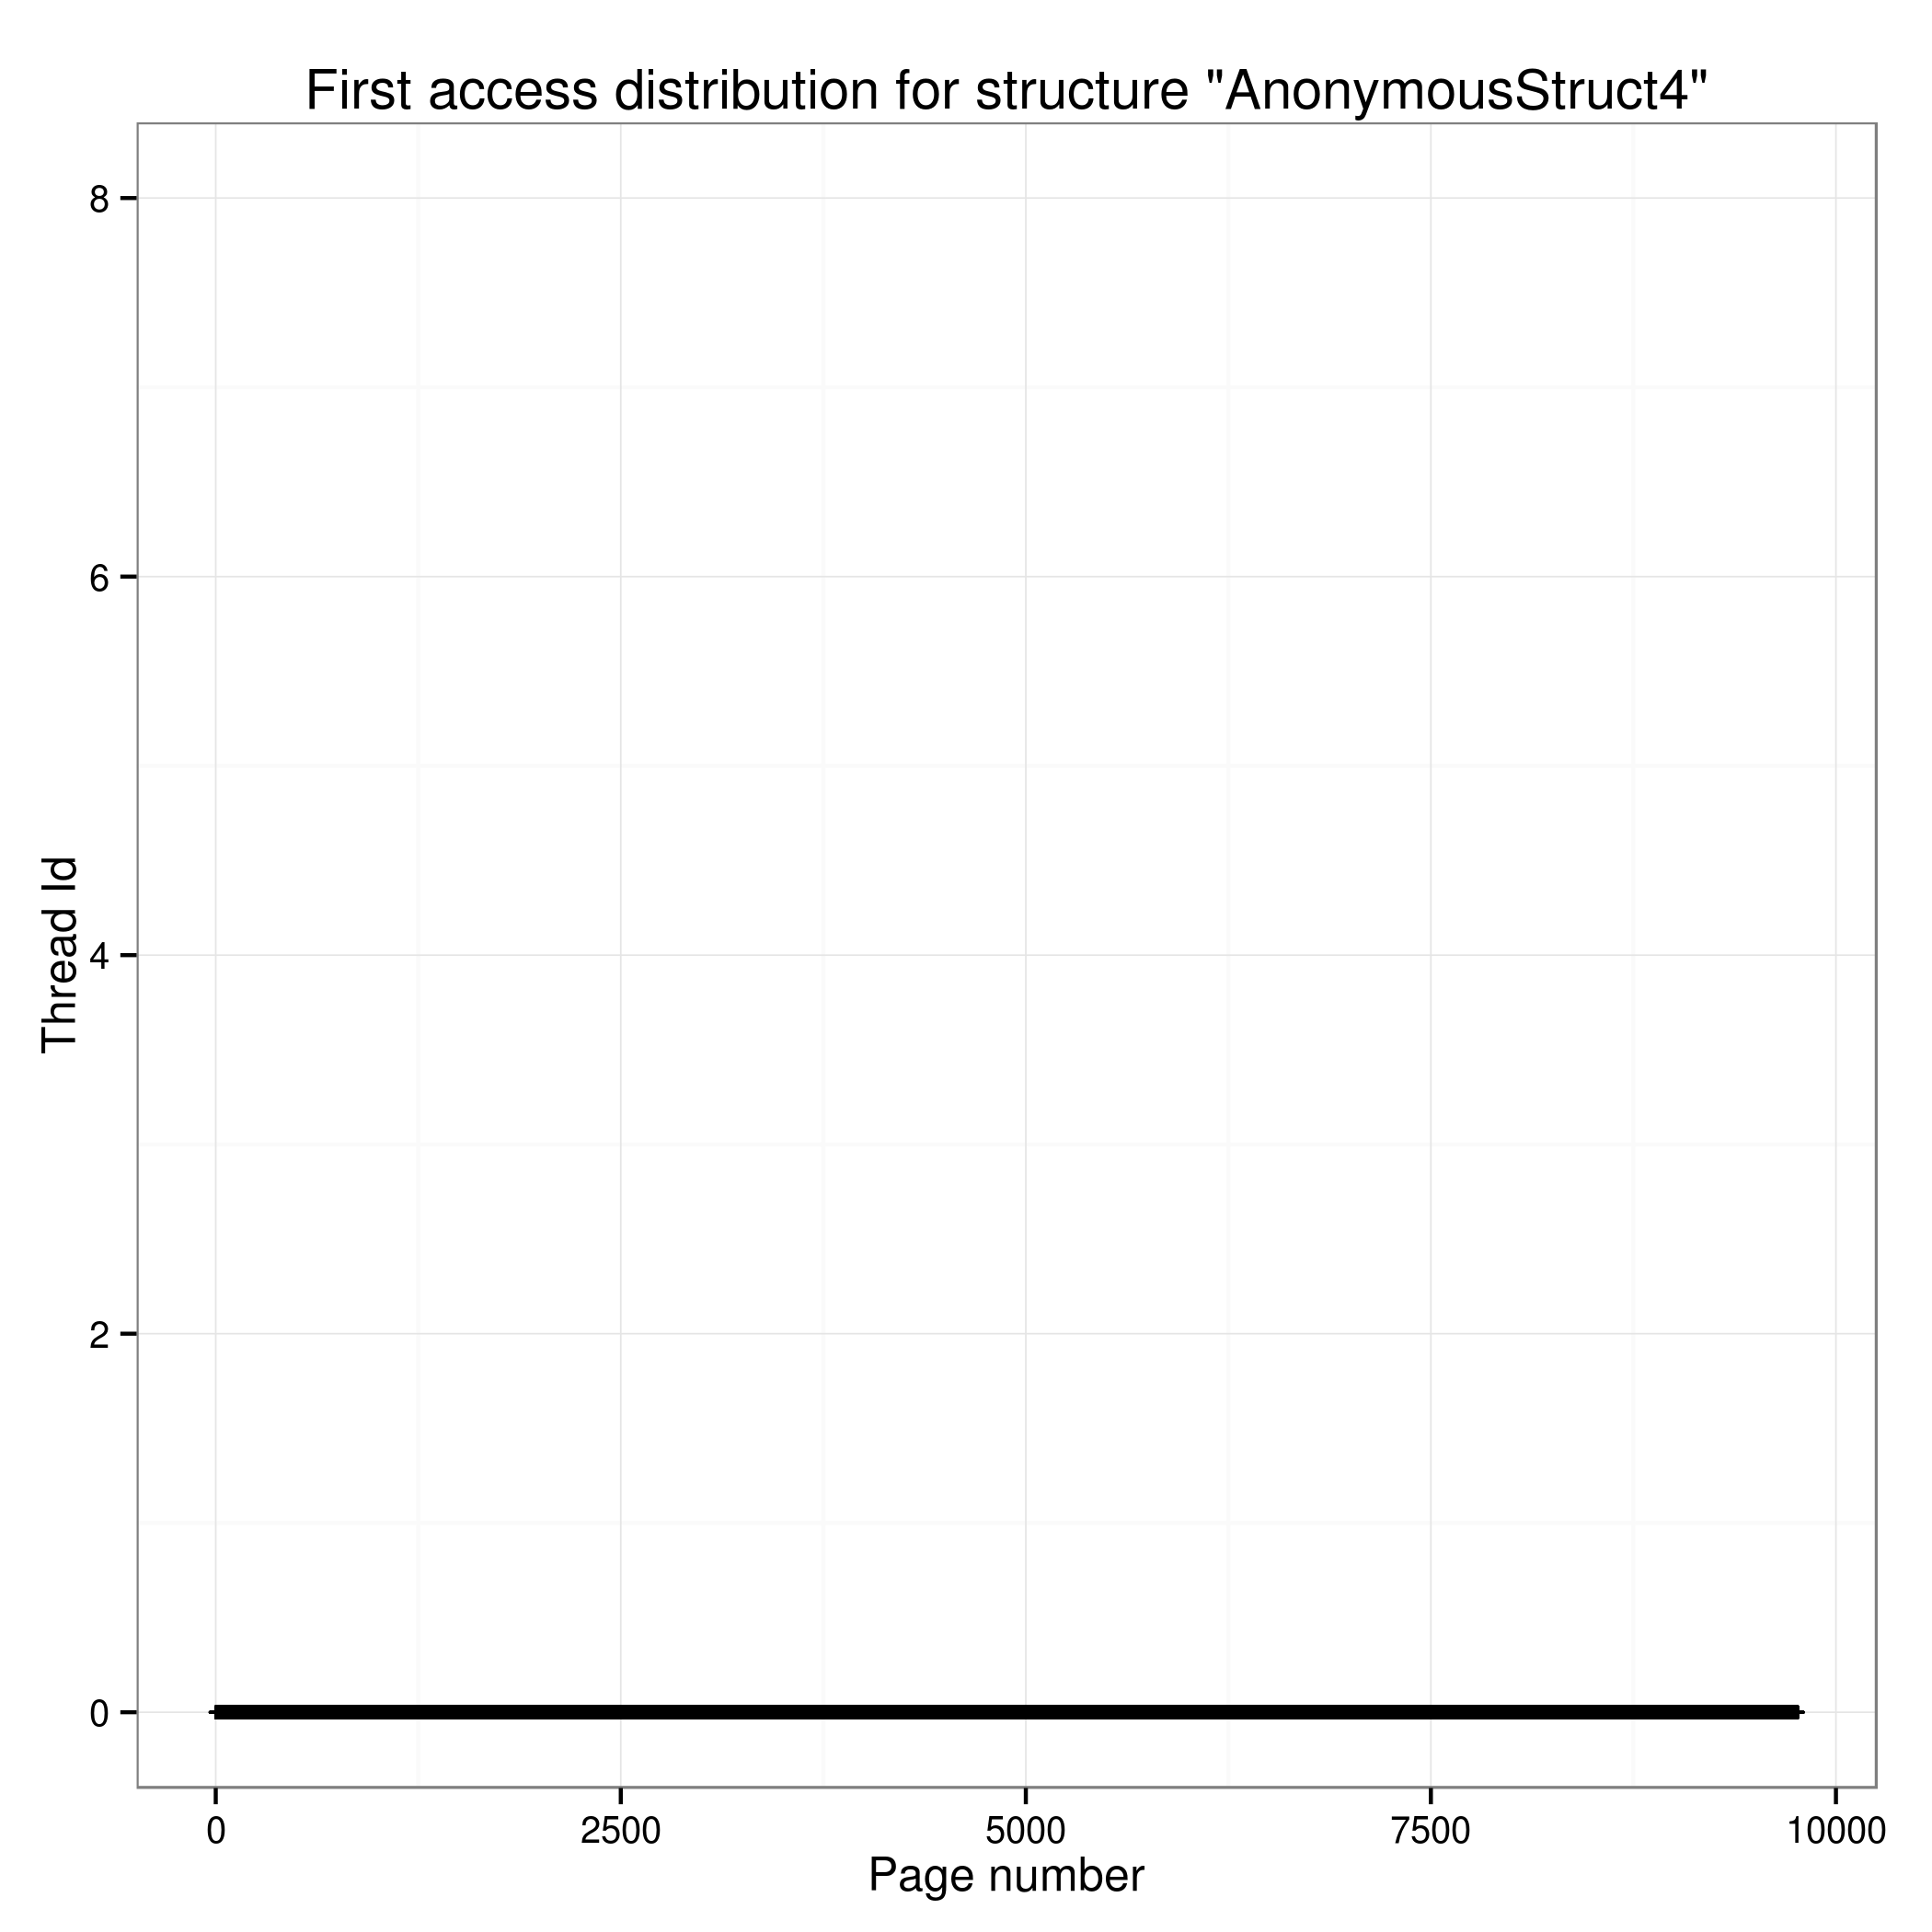 First access distribution for structure "AnonymousStruct4"
8
6
4
2
0
Thread Id
0 2500 5000 7500 10000
Page number